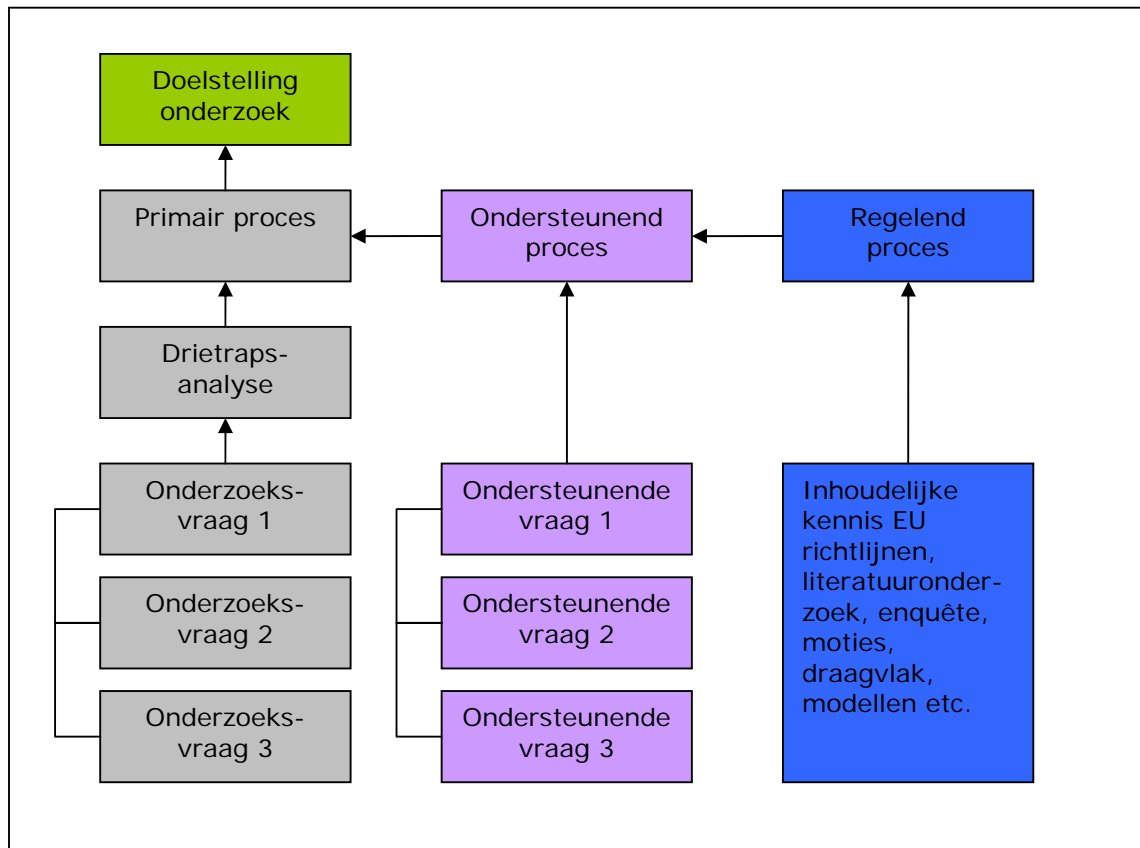 Doelstelling
onderzoek
Primair proces
Ondersteunend
proces
Regelend
proces
Drietraps-
analyse
Onderzoeks-
vraag 1
Ondersteunende
vraag 1
Inhoudelijke
kennis EU
richtlijnen,
literatuuronder-
zoek, enquête,
moties,
draagvlak,
modellen etc.
Onderzoeks-
vraag 2
Ondersteunende
vraag 2
Onderzoeks-
vraag 3
Ondersteunende
vraag 3